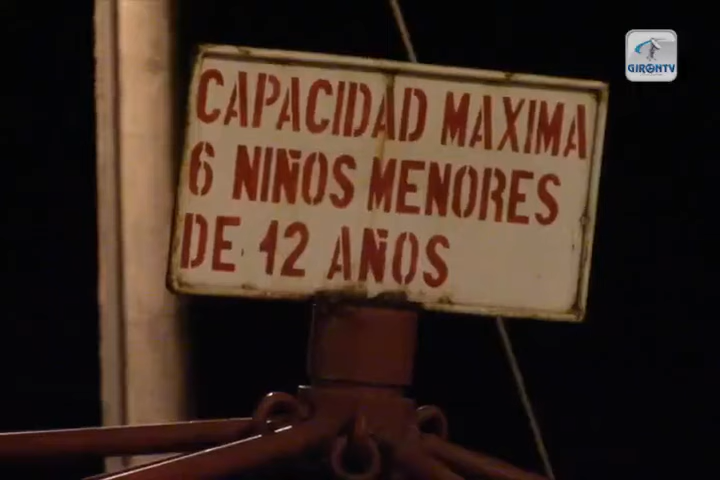 GIRONTV
CAPACIDAD MAXIMA
6 NIÑOS MENORES
DE 12 AÑOS